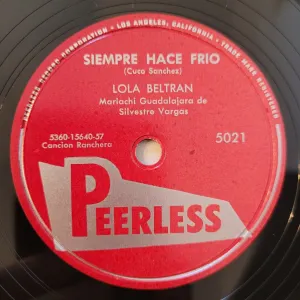 PEERLESS RECORD CORPORATION • LOS ANGELES, CALIFORNIA • TRADE MARK REGISTERED
SIEMPRE HACE FRIO
(Cuco Sanchez)
LOLA BELTRAN
Mariachi Guadalajara de
Silvestre Vargas
5360-15640-57
Cancion Ranchera
5021
PEERLESS